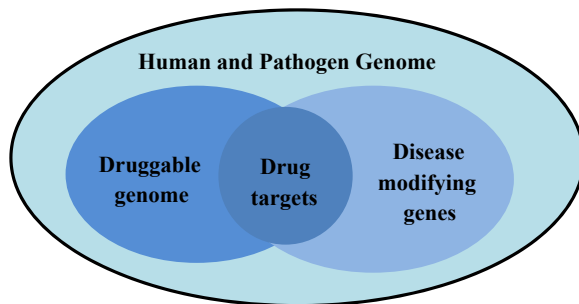 Human and Pathogen Genome
Druggable
genome
Drug
targets
Disease
modifying
genes